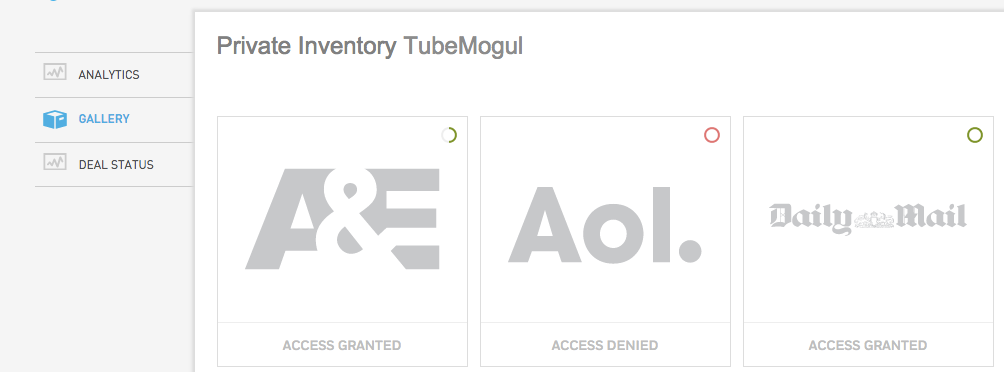 Private Inventory TubeMogul
ANALYTICS
GALLERY
DEAL STATUS
A&E
Aol.
Daily Mail
ACCESS GRANTED
ACCESS DENIED
ACCESS GRANTED